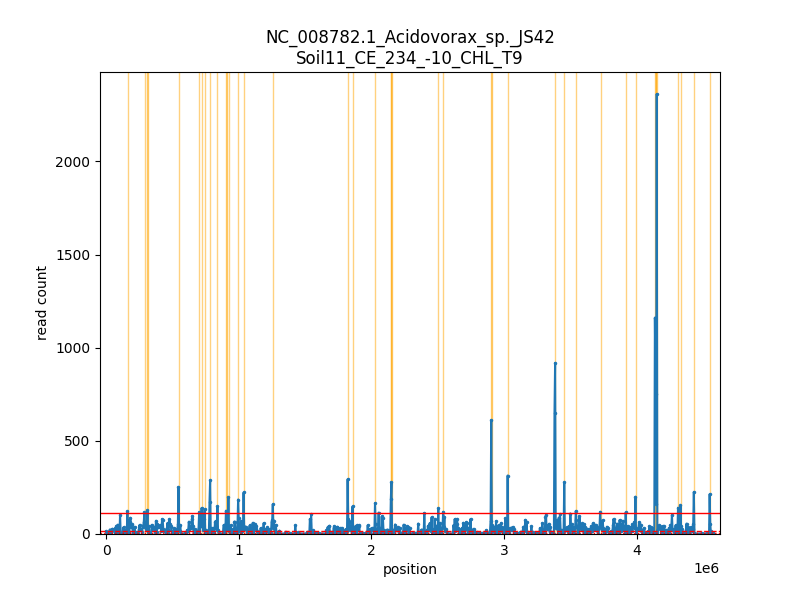 NC_008782.1_Acidovorax_sp._JS42
Soil11_CE_234_-10_CHL_T9
read count
2000
1500
1000
500
0
0 1 2 3 4
1e6
position